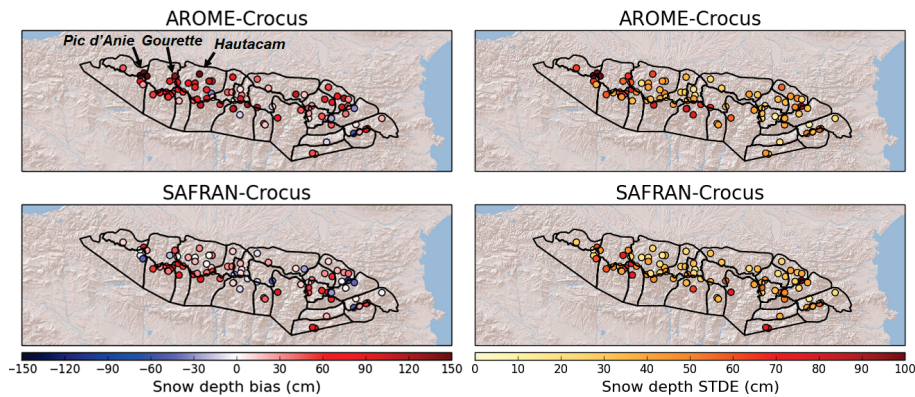 AROME-Crocus
AROME-Crocus
Pic d'Anie Gourette Hautacam
SAFRAN-Crocus
SAFRAN-Crocus
−150 −120 −90 −60 −30 0 30 60 90 120 150
0 10 20 30 40 50 60 70 80 90 100
Snow depth bias (cm)
Snow depth STDE (cm)